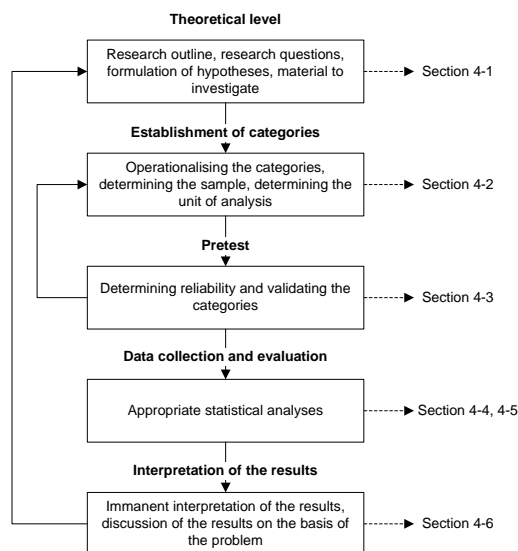 Theoretical level
Research outline, research questions,
formulation of hypotheses, material to
investigate
Section 4-1
Establishment of categories
Operationalising the categories,
determining the sample, determining the
unit of analysis
Section 4-2
Pretest
Determining reliability and validating the
categories
Section 4-3
Data collection and evaluation
Appropriate statistical analyses
Section 4-4, 4-5
Interpretation of the results
Immanent interpretation of the results,
discussion of the results on the basis of
the problem
Section 4-6